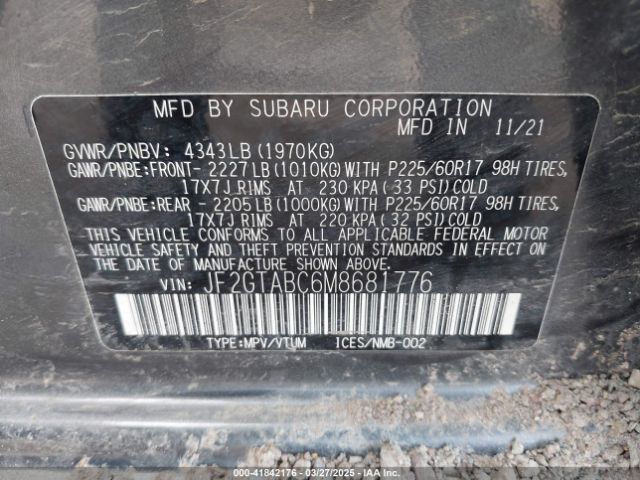 MFD BY SUBARU CORPORATION
MFD IN 11/21
GVWR/PNBV: 4343LB (1970KG)
GAWR/PNBE:FRONT- 2227LB (1010KG) WITH P225/60R17 98H TIRES,
17X7J RIMS AT 230 KPA (33 PSI) COLD
GAWR/PNBE:REAR - 2205LB (1000KG) WITH P225/60R17 98H TIRES,
17X7J RIMS AT 220 KPA (32 PSI) COLD
THIS VEHICLE CONFORMS TO ALL APPLICABLE FEDERAL MOTOR
VEHICLE SAFETY AND THEFT PREVENTION STANDARDS IN EFFECT
ON THE DATE OF MANUFACTURE SHOWN ABOVE.
VIN: JF2GTABC6M8681776
TYPE:MPV/VTUM ICES/NMB-002
000-41842176 — 03/27/2025 — IAA Inc.